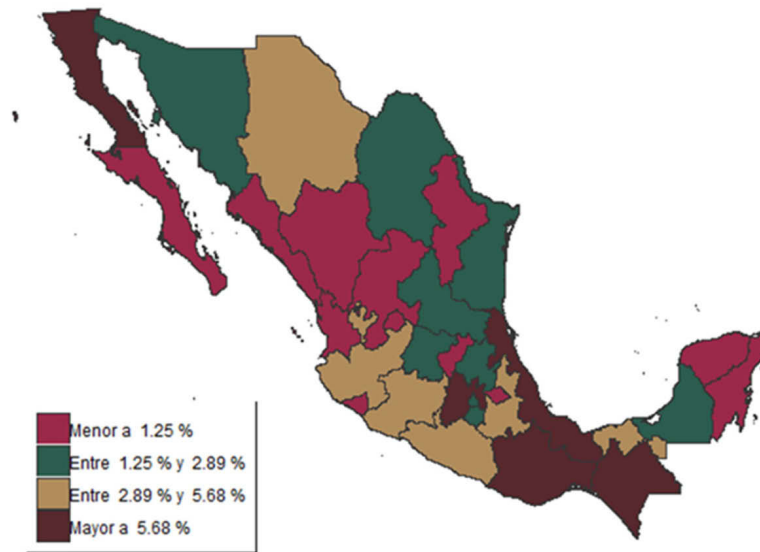 Menor a 1.25 %
Entre 1.25 % y 2.89 %
Entre 2.89 % y 5.68 %
Mayor a 5.68 %